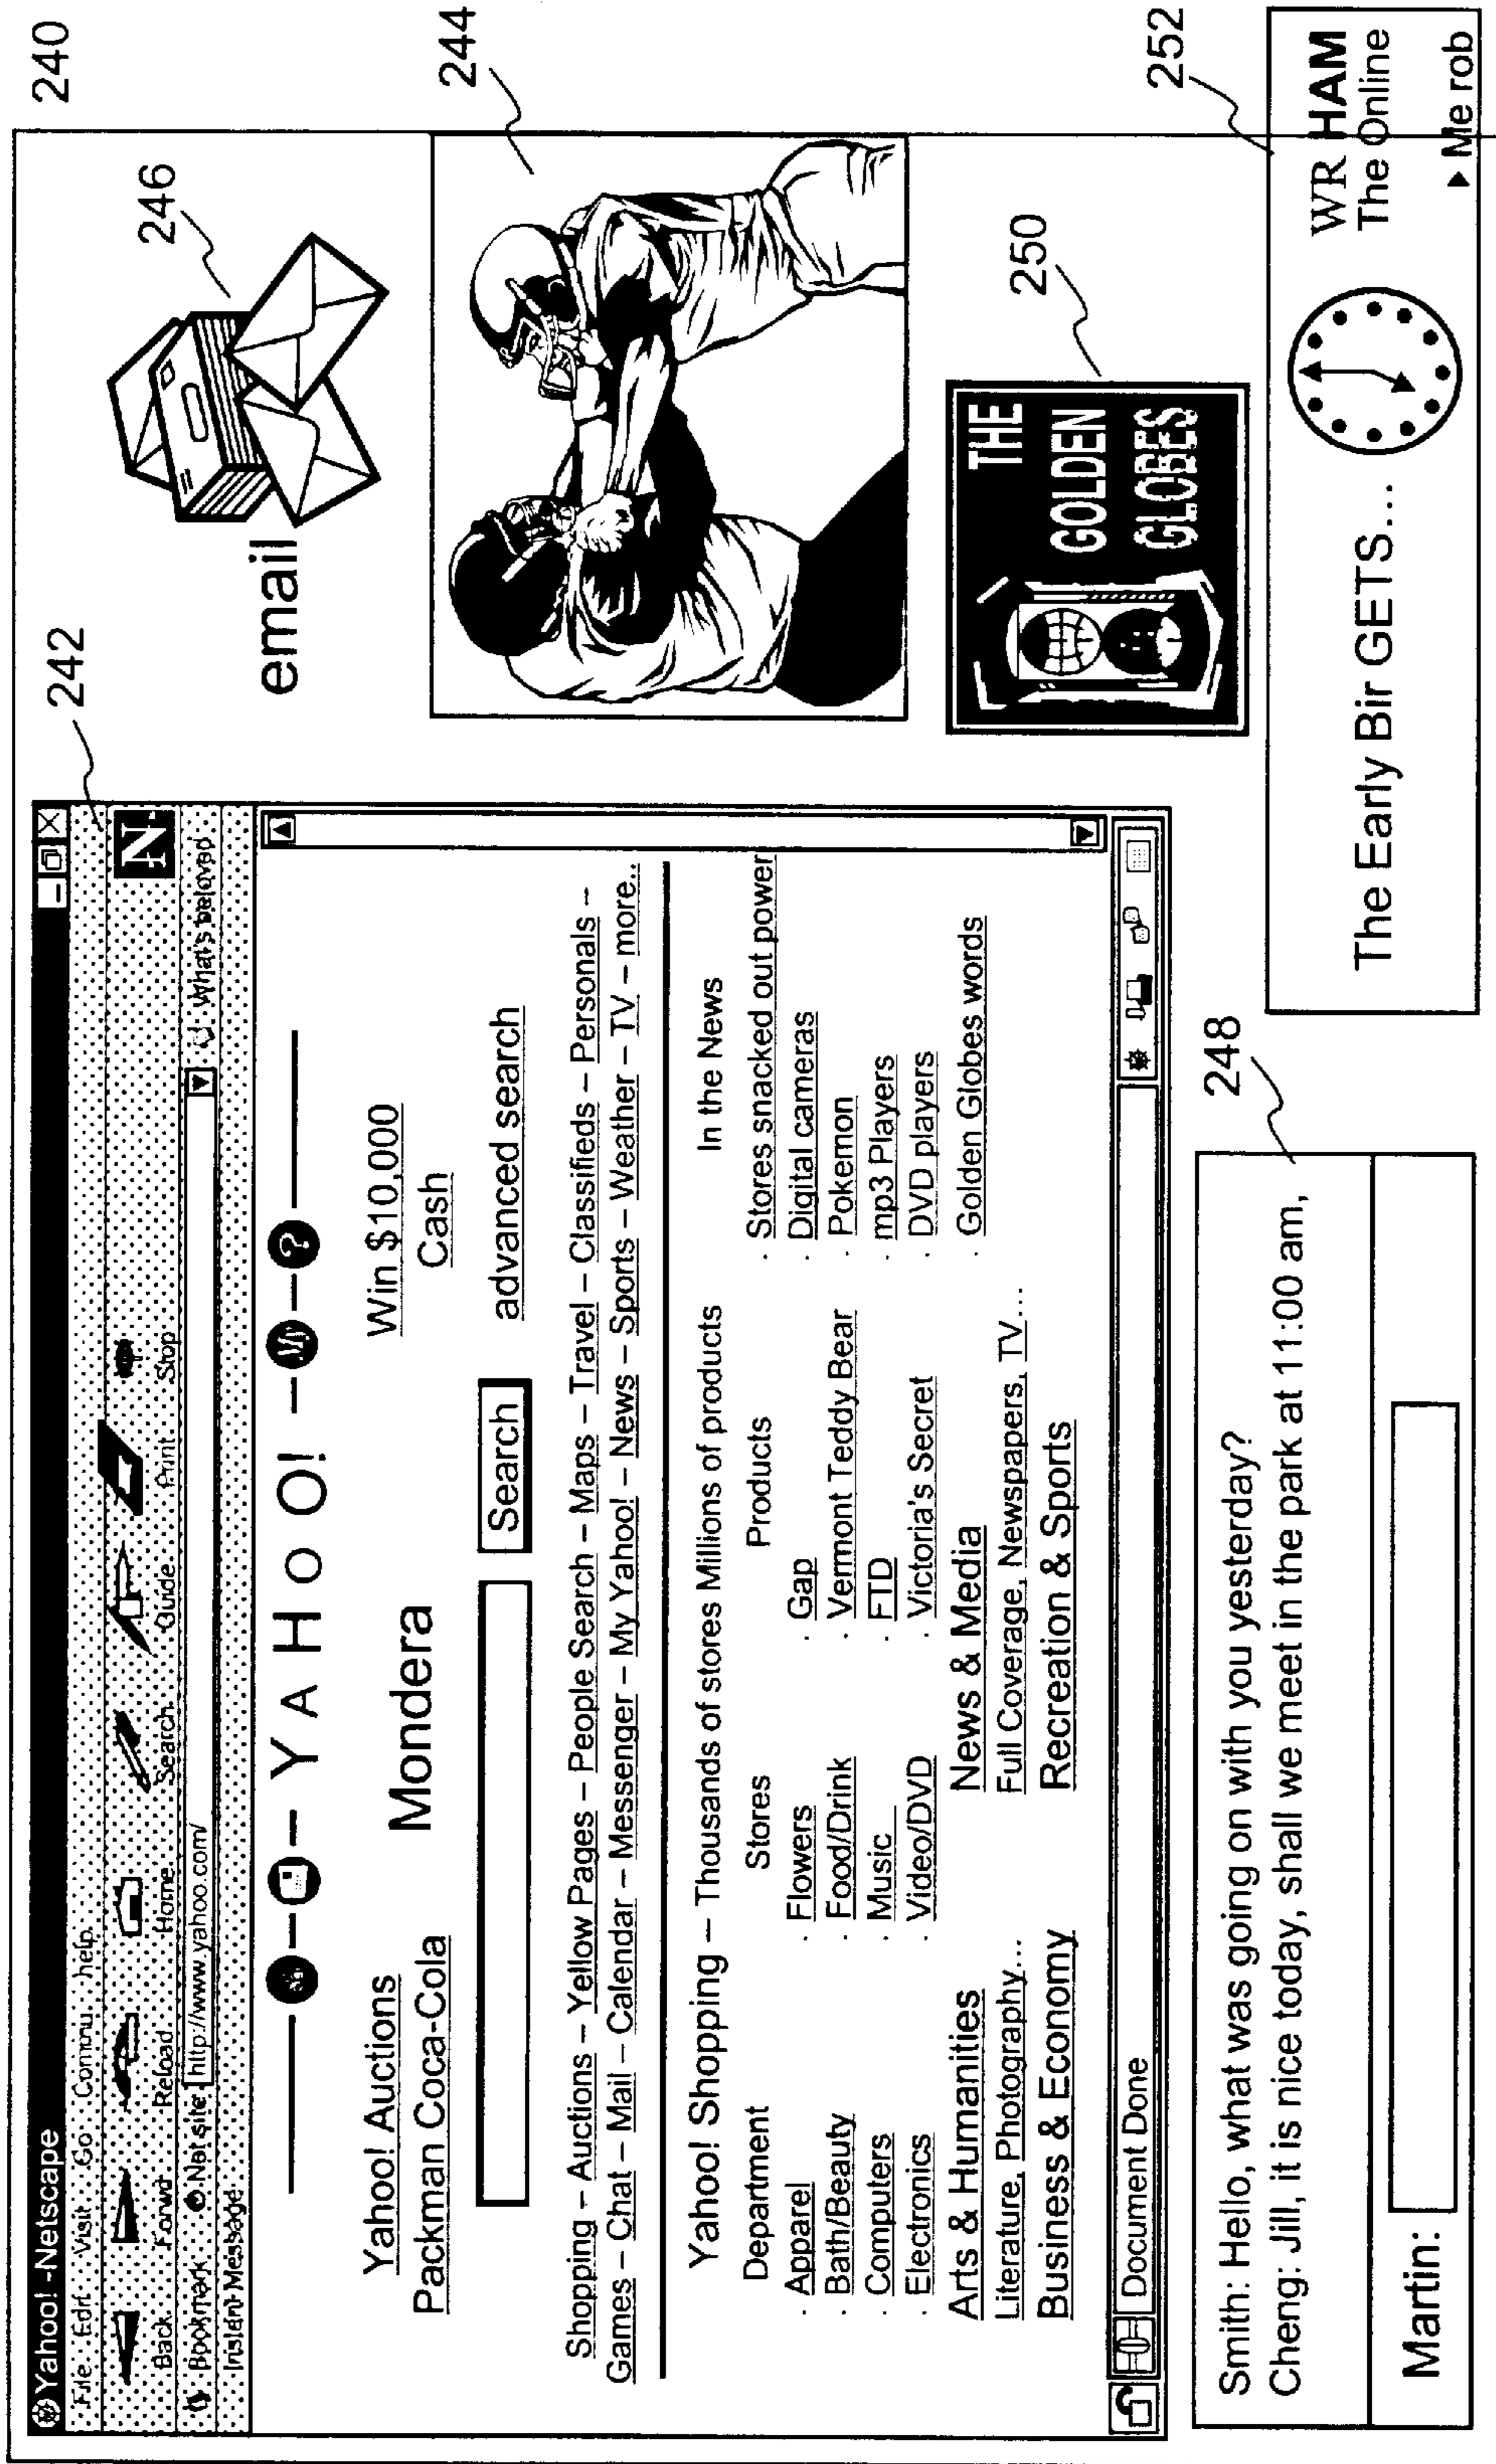 240
242
Yahoo! -Netscape
File Edit Visit Go Commu help
Back Forwd Reload Home Search Guide Print Stop
N
Bookmark Net site http://www.yahoo.com/ What's beloved
Instant Message
Y A H o O! ?
Yahoo! Auctions
Packman Coca-Cola
Mondera
Win $10,000
Cash
Search advanced search
Shopping – Auctions – Yellow Pages – People Search – Maps – Travel – Classifieds – Personals –
Games – Chat – Mail – Calendar – Messenger – My Yahoo! – News – Sports – Weather – TV – more..
Yahoo! Shopping – Thousands of stores Millions of products
Department
· Apparel
· Bath/Beauty
· Computers
· Electronics
Stores
· Flowers
· Food/Drink
· Music
· Video/DVD
Products
· Gap
· Vermont Teddy Bear
· FTD
· Victoria's Secret
In the News
· Stores snacked out power
· Digital cameras
· Pokemon
· mp3 Players
· DVD players
· Golden Globes words
Arts & Humanities
Literature, Photography...
Business & Economy
News & Media
Full Coverage, Newspapers, TV...
Recreation & Sports
Document Done
246
email
244
250
THE
GOLDEN
GLOBES
248
Smith: Hello, what was going on with you yesterday?
Cheng: Jill, it is nice today, shall we meet in the park at 11:00 am,
Martin:
252
The Early Bir GETS....
WR HAM
The Online
Me rob